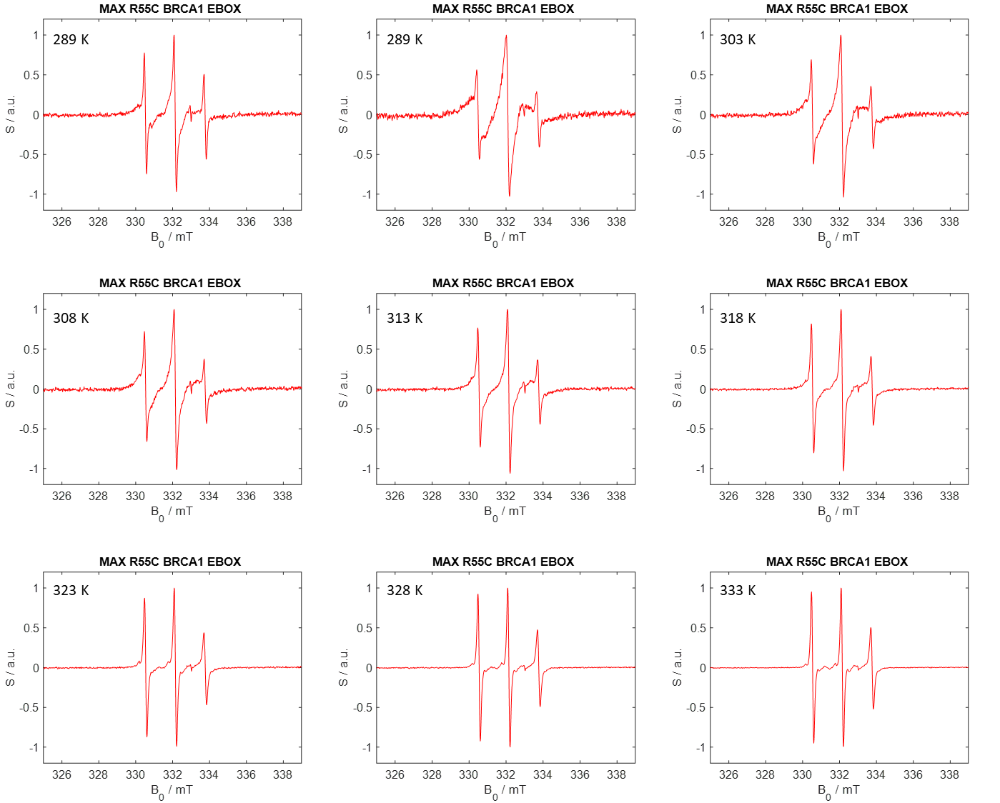 MAX R55C BRCA1 EBOX
289 K
1
0.5
0
-0.5
-1
S / a.u.
326 328 330 332 334 336 338
B0 / mT
MAX R55C BRCA1 EBOX
289 K
1
0.5
0
-0.5
-1
S / a.u.
326 328 330 332 334 336 338
B0 / mT
MAX R55C BRCA1 EBOX
303 K
1
0.5
0
-0.5
-1
S / a.u.
326 328 330 332 334 336 338
B0 / mT
MAX R55C BRCA1 EBOX
308 K
1
0.5
0
-0.5
-1
S / a.u.
326 328 330 332 334 336 338
B0 / mT
MAX R55C BRCA1 EBOX
313 K
1
0.5
0
-0.5
-1
S / a.u.
326 328 330 332 334 336 338
B0 / mT
MAX R55C BRCA1 EBOX
318 K
1
0.5
0
-0.5
-1
S / a.u.
326 328 330 332 334 336 338
B0 / mT
MAX R55C BRCA1 EBOX
323 K
1
0.5
0
-0.5
-1
S / a.u.
326 328 330 332 334 336 338
B0 / mT
MAX R55C BRCA1 EBOX
328 K
1
0.5
0
-0.5
-1
S / a.u.
326 328 330 332 334 336 338
B0 / mT
MAX R55C BRCA1 EBOX
333 K
1
0.5
0
-0.5
-1
S / a.u.
326 328 330 332 334 336 338
B0 / mT